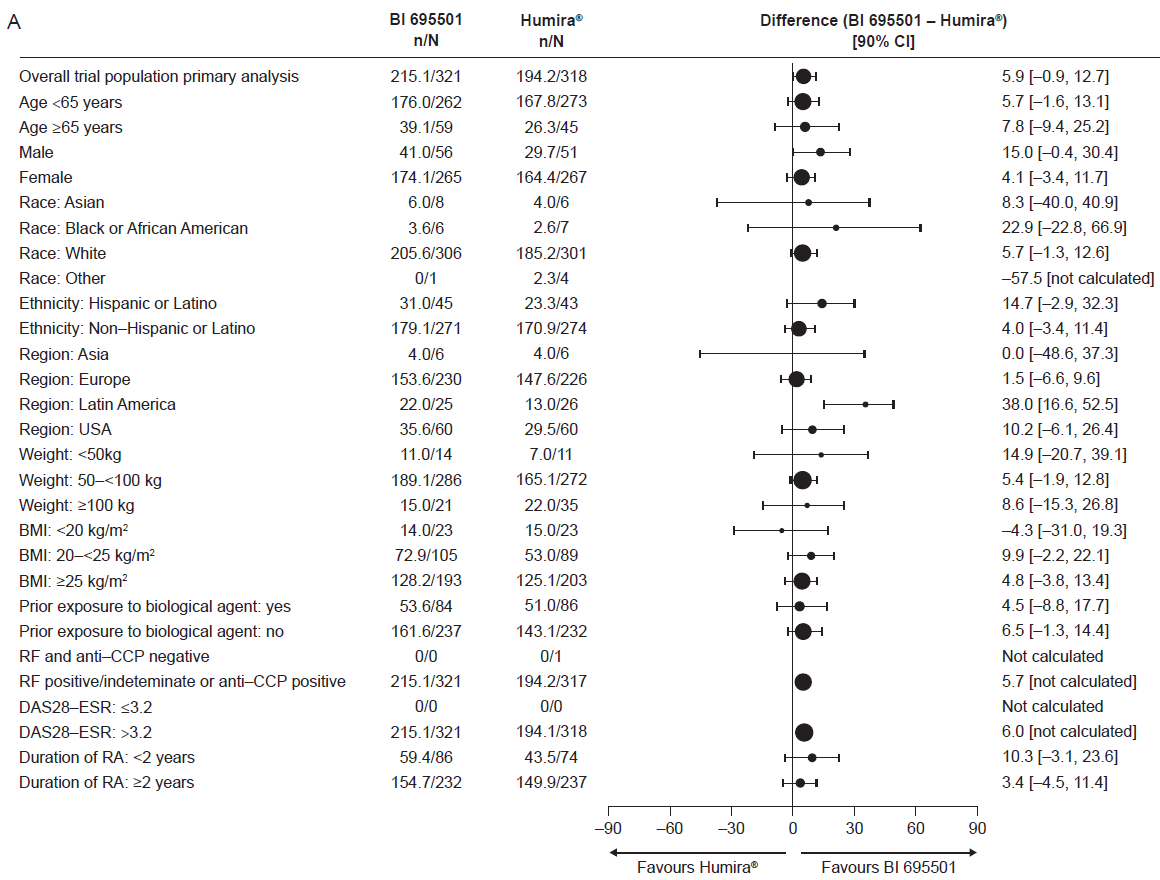 A
BI 695501 Humira® Difference (BI 695501 – Humira®)
n/N n/N [90% CI]
Overall trial population primary analysis 215.1/321 194.2/318 5.9 [–0.9, 12.7]
Age <65 years 176.0/262 167.8/273 5.7 [–1.6, 13.1]
Age ≥65 years 39.1/59 26.3/45 7.8 [–9.4, 25.2]
Male 41.0/56 29.7/51 15.0 [–0.4, 30.4]
Female 174.1/265 164.4/267 4.1 [–3.4, 11.7]
Race: Asian 6.0/8 4.0/6 8.3 [–40.0, 40.9]
Race: Black or African American 3.6/6 2.6/7 22.9 [–22.8, 66.9]
Race: White 205.6/306 185.2/301 5.7 [–1.3, 12.6]
Race: Other 0/1 2.3/4 –57.5 [not calculated]
Ethnicity: Hispanic or Latino 31.0/45 23.3/43 14.7 [–2.9, 32.3]
Ethnicity: Non–Hispanic or Latino 179.1/271 170.9/274 4.0 [–3.4, 11.4]
Region: Asia 4.0/6 4.0/6 0.0 [–48.6, 37.3]
Region: Europe 153.6/230 147.6/226 1.5 [–6.6, 9.6]
Region: Latin America 22.0/25 13.0/26 38.0 [16.6, 52.5]
Region: USA 35.6/60 29.5/60 10.2 [–6.1, 26.4]
Weight: <50kg 11.0/14 7.0/11 14.9 [–20.7, 39.1]
Weight: 50–<100 kg 189.1/286 165.1/272 5.4 [–1.9, 12.8]
Weight: ≥100 kg 15.0/21 22.0/35 8.6 [–15.3, 26.8]
BMI: <20 kg/m² 14.0/23 15.0/23 –4.3 [–31.0, 19.3]
BMI: 20–<25 kg/m² 72.9/105 53.0/89 9.9 [–2.2, 22.1]
BMI: ≥25 kg/m² 128.2/193 125.1/203 4.8 [–3.8, 13.4]
Prior exposure to biological agent: yes 53.6/84 51.0/86 4.5 [–8.8, 17.7]
Prior exposure to biological agent: no 161.6/237 143.1/232 6.5 [–1.3, 14.4]
RF and anti–CCP negative 0/0 0/1 Not calculated
RF positive/indeteminate or anti–CCP positive 215.1/321 194.2/317 5.7 [not calculated]
DAS28–ESR: ≤3.2 0/0 0/0 Not calculated
DAS28–ESR: >3.2 215.1/321 194.1/318 6.0 [not calculated]
Duration of RA: <2 years 59.4/86 43.5/74 10.3 [–3.1, 23.6]
Duration of RA: ≥2 years 154.7/232 149.9/237 3.4 [–4.5, 11.4]
–90 –60 –30 0 30 60 90
Favours Humira® Favours BI 695501